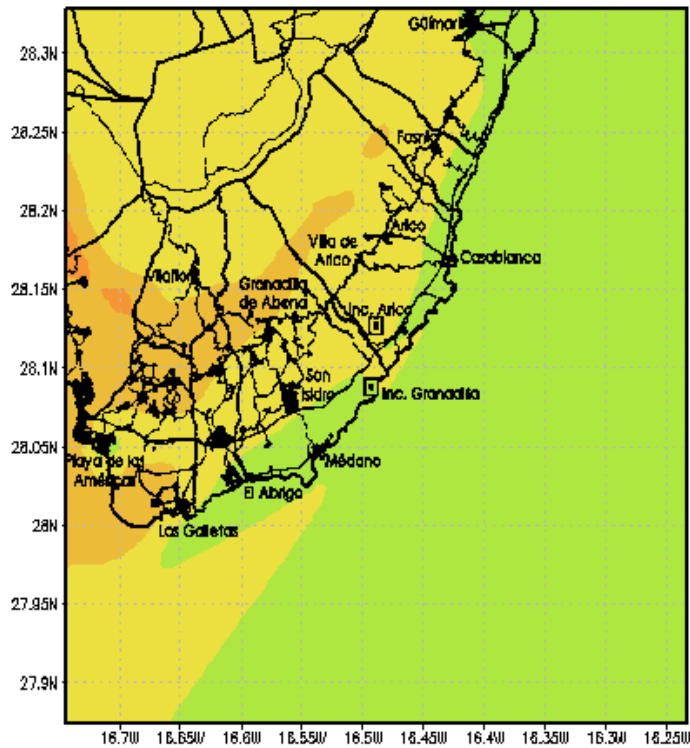 Güimar
28.3N
28.25N
Fasnia
28.2N
Arico
Villa de
Arico
Casablanca
Vilaflor
28.15N
Granadilla
de Abona
Inc. Arico
28.1N
San
Isidro
Inc. Granadilla
28.05N
Playa de las
Américas
Médano
El Abrigo
28N
Los Galletas
27.95N
27.9N
16.7W 16.65W 16.6W 16.55W 16.5W 16.45W 16.4W 16.35W 16.3W 16.25W